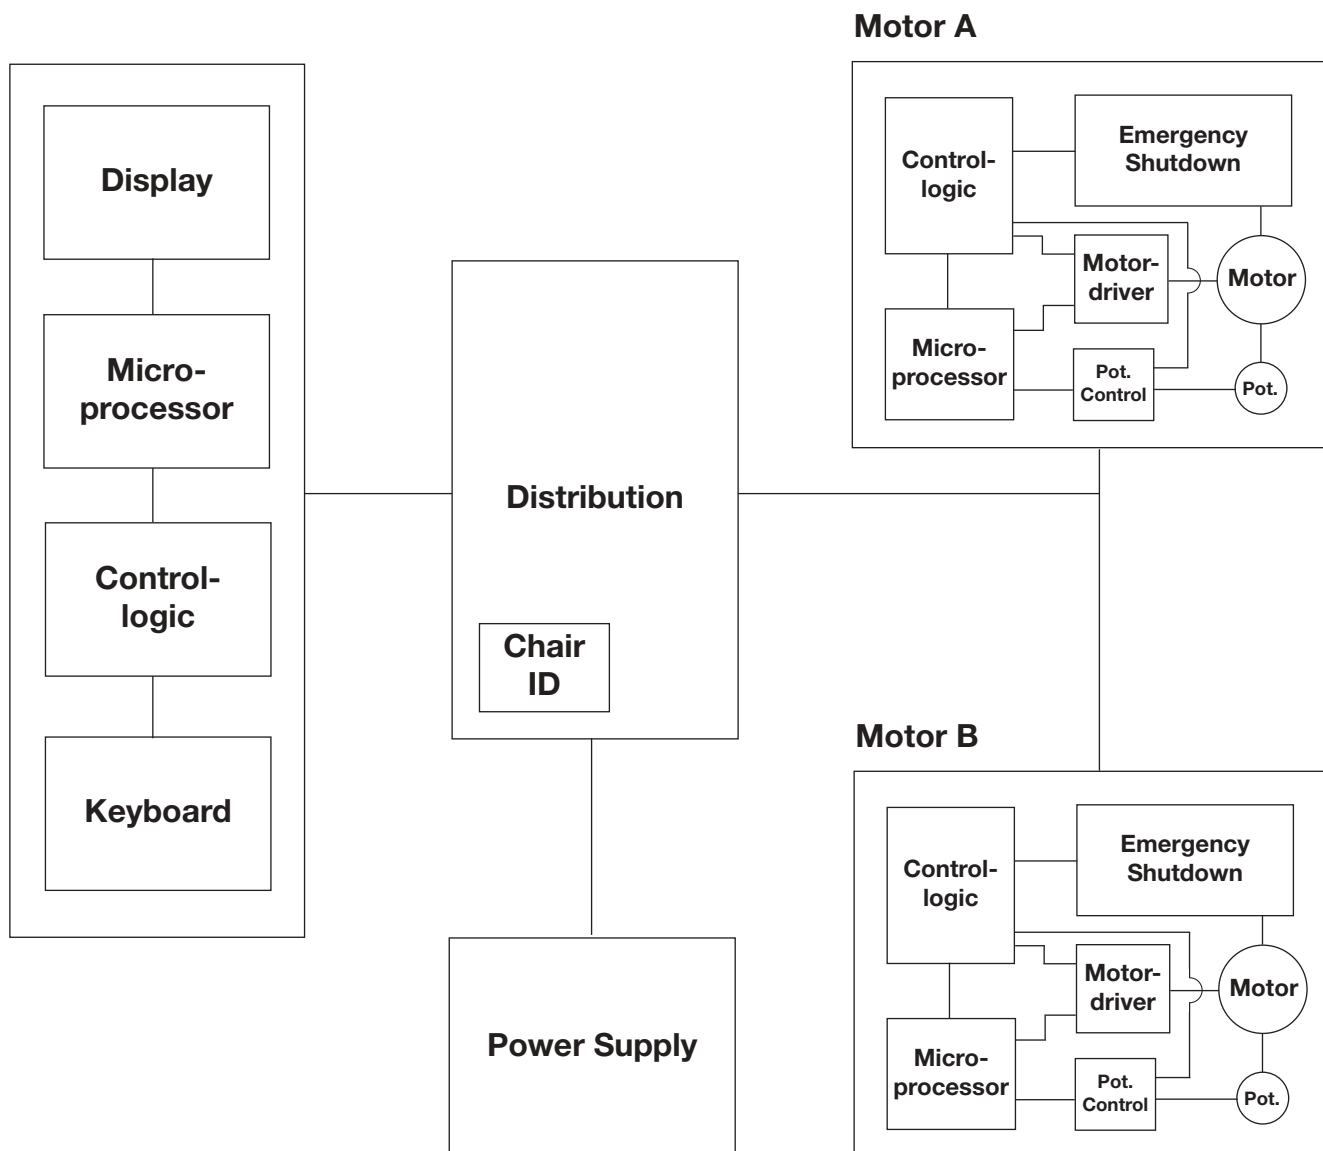 Display
Micro-
processor
Control-
logic
Keyboard
Distribution
Chair
ID
Power Supply
Motor A
Control-
logic
Emergency
Shutdown
Motor-
driver
Motor
Micro-
processor
Pot.
Control
Pot.
Motor B
Control-
logic
Emergency
Shutdown
Motor-
driver
Motor
Micro-
processor
Pot.
Control
Pot.